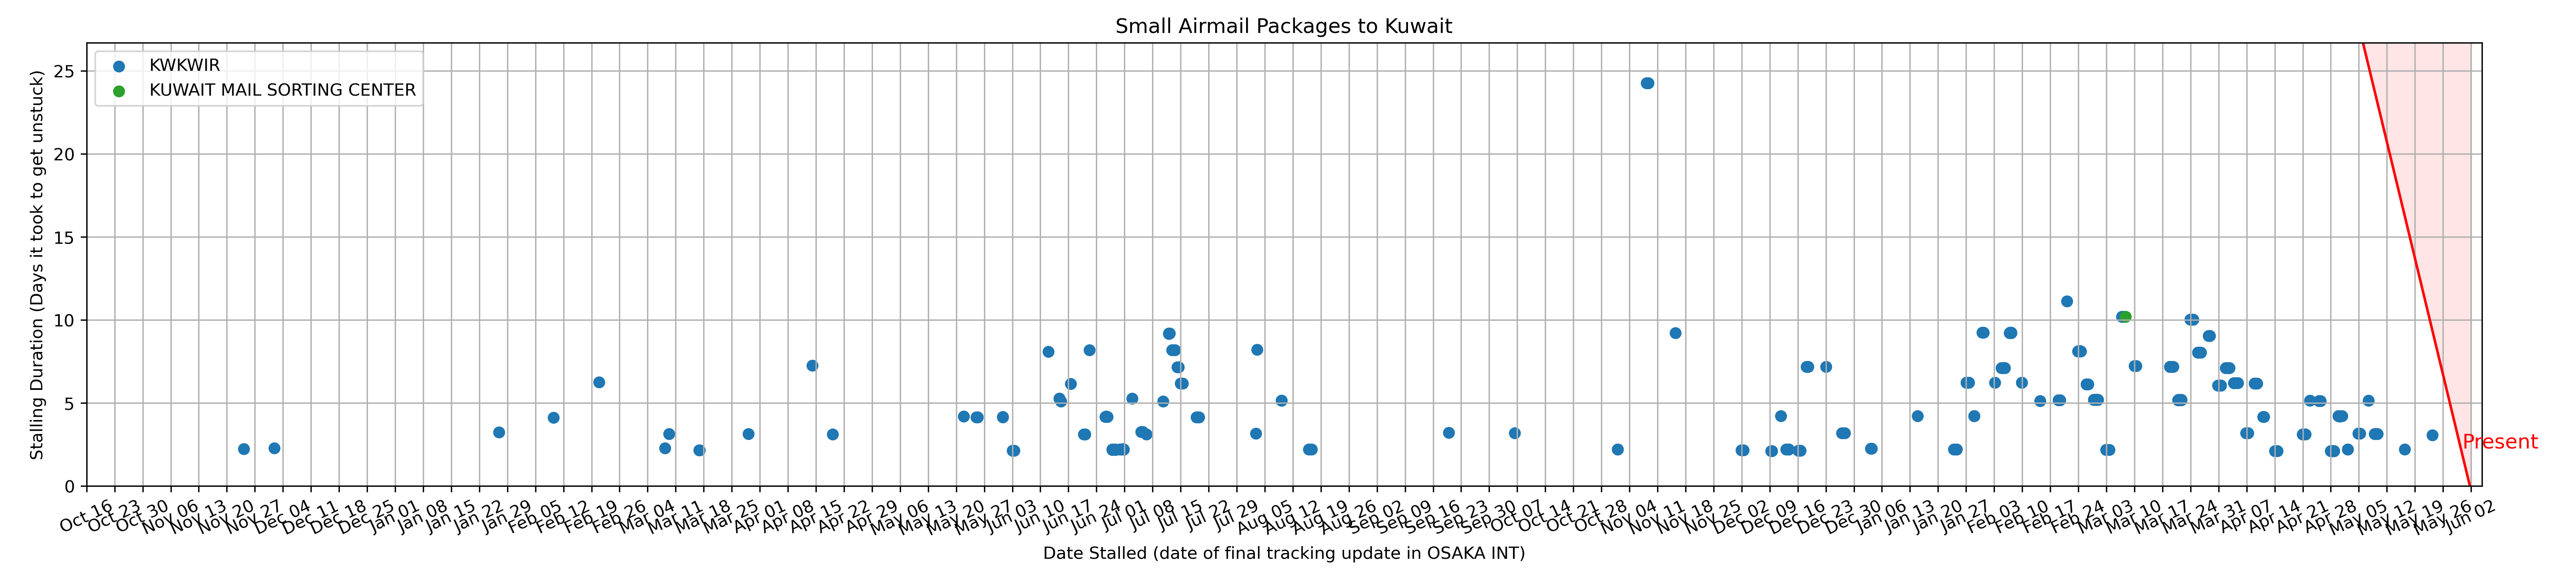 Small Airmail Packages to Kuwait
KWKWIR
KUWAIT MAIL SORTING CENTER
Stalling Duration (Days it took to get unstuck)
25
20
15
10
5
0
Present
Oct 16 Oct 23 Oct 30 Nov 06 Nov 13 Nov 20 Nov 27 Dec 04 Dec 11 Dec 18 Dec 25 Jan 01 Jan 08 Jan 15 Jan 22 Jan 29 Feb 05 Feb 12 Feb 19 Feb 26 Mar 04 Mar 11 Mar 18 Mar 25 Apr 01 Apr 08 Apr 15 Apr 22 Apr 29 May 06 May 13 May 20 May 27 Jun 03 Jun 10 Jun 17 Jun 24 Jul 01 Jul 08 Jul 15 Jul 22 Jul 29 Aug 05 Aug 12 Aug 19 Aug 26 Sep 02 Sep 09 Sep 16 Sep 23 Sep 30 Oct 07 Oct 14 Oct 21 Oct 28 Nov 04 Nov 11 Nov 18 Nov 25 Dec 02 Dec 09 Dec 16 Dec 23 Dec 30 Jan 06 Jan 13 Jan 20 Jan 27 Feb 03 Feb 10 Feb 17 Feb 24 Mar 03 Mar 10 Mar 17 Mar 24 Mar 31 Apr 07 Apr 14 Apr 21 Apr 28 May 05 May 12 May 19 May 26 Jun 02
Date Stalled (date of final tracking update in OSAKA INT)